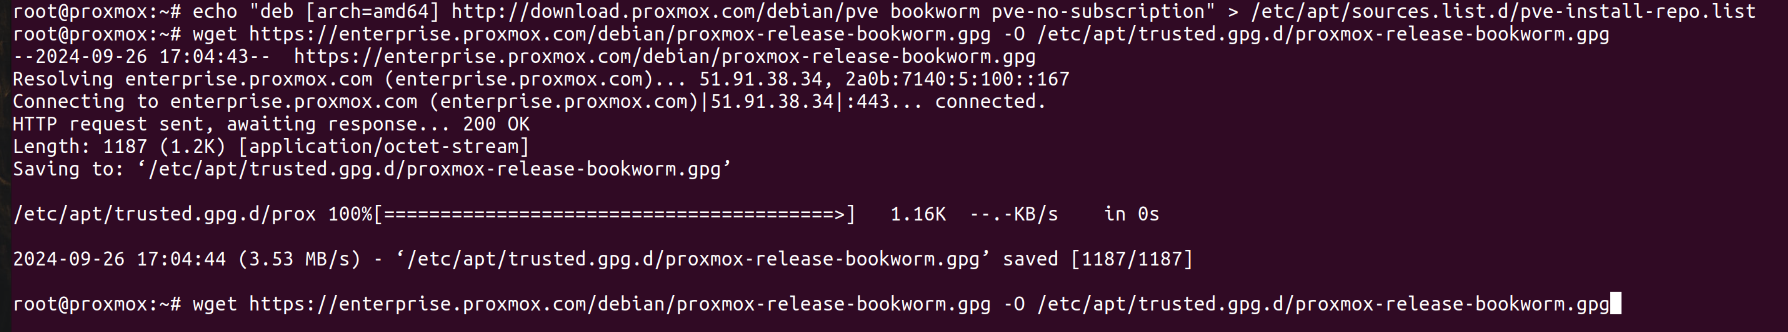 root@proxmox:~# echo "deb [arch=amd64] http://download.proxmox.com/debian/pve bookworm pve-no-subscription" > /etc/apt/sources.list.d/pve-install-repo.list
root@proxmox:~# wget https://enterprise.proxmox.com/debian/proxmox-release-bookworm.gpg -O /etc/apt/trusted.gpg.d/proxmox-release-bookworm.gpg
--2024-09-26 17:04:43--  https://enterprise.proxmox.com/debian/proxmox-release-bookworm.gpg
Resolving enterprise.proxmox.com (enterprise.proxmox.com)... 51.91.38.34, 2a0b:7140:5:100::167
Connecting to enterprise.proxmox.com (enterprise.proxmox.com)|51.91.38.34|:443... connected.
HTTP request sent, awaiting response... 200 OK
Length: 1187 (1.2K) [application/octet-stream]
Saving to: ‘/etc/apt/trusted.gpg.d/proxmox-release-bookworm.gpg’
/etc/apt/trusted.gpg.d/prox 100%[========================================>]   1.16K  --.-KB/s    in 0s
2024-09-26 17:04:44 (3.53 MB/s) - ‘/etc/apt/trusted.gpg.d/proxmox-release-bookworm.gpg’ saved [1187/1187]
root@proxmox:~# wget https://enterprise.proxmox.com/debian/proxmox-release-bookworm.gpg -O /etc/apt/trusted.gpg.d/proxmox-release-bookworm.gpg